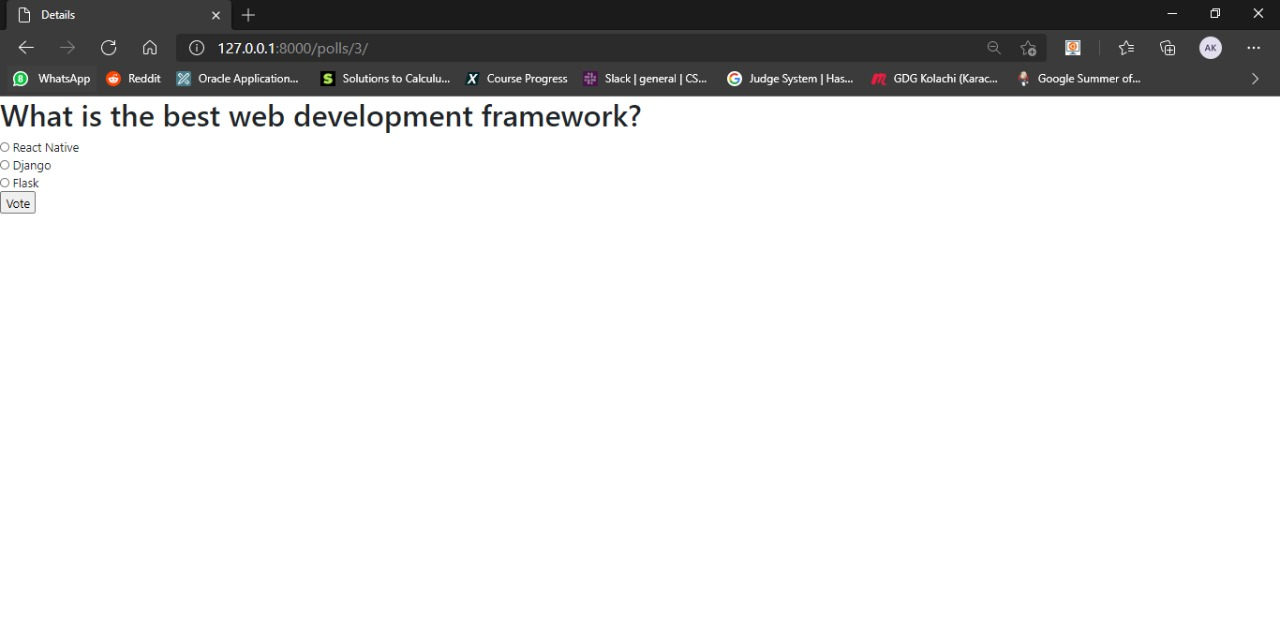 Details
127.0.0.1:8000/polls/3/
AK
8 WhatsApp Reddit Oracle Application... S Solutions to Calculu... X Course Progress Slack | general | CS... G Judge System | Has... m GDG Kolachi (Karac... Google Summer of...
What is the best web development framework?
React Native
Django
Flask
Vote